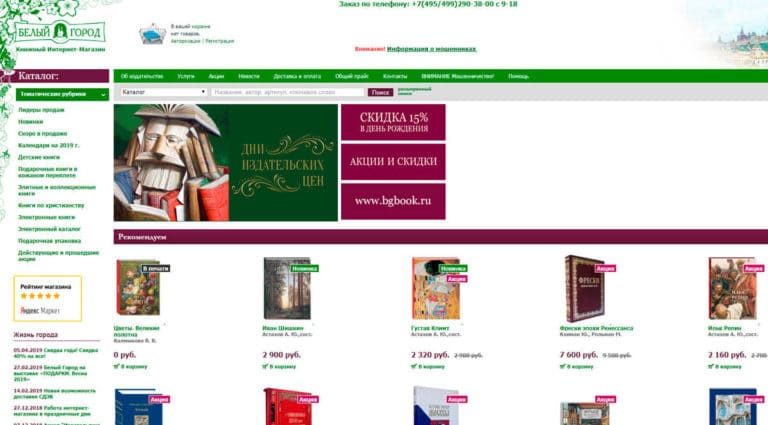 Заказ по телефону: +7(495/499)290-38-00 с 9-18
БЕЛЫЙ ГОРОД
Книжный Интернет-Магазин
В вашей корзине
нет товаров.
Авторизация | Регистрация
Внимание! Информация о мошенниках.
Каталог:
Тематические рубрики
Лидеры продаж
Новинки
Скоро в продаже
Календари на 2019 г.
Детские книги
Подарочные книги в
кожаном переплете
Элитные и коллекционные
книги
Книги по христианству
Электронные книги
Электронный каталог
Подарочная упаковка
Действующие и прошедшие
акции
Рейтинг магазина
Яндекс Маркет
Жизнь города
05.04.2019 Скидка года! Скидка
40% на все!
27.02.2019 Белый Город на
выставке «ПОДАРКИ. Весна
2019»
24.01.2019 Новая возможность
доставки СДЭК
27.12.2018 Работа интернет-
магазина в праздничные дни
Об издательстве Услуги Акции Новости Доставка и оплата Общий прайс Контакты ВНИМАНИЕ Мошенничество! Помощь
Каталог
Название, автор, артикул, ключевое слово
Поиск
расширенный
поиск
ДНИ
ИЗДАТЕЛЬСКИХ
ЦЕН
СКИДКА 15%
В ДЕНЬ РОЖДЕНИЯ
АКЦИИ И СКИДКИ
www.bgbook.ru
Рекомендуем
В печати
Цветы. Великие
полотна
Калмыкова В. В.
0 руб.
В корзину
Новинка
Иван Шишкин
Астахов А. Ю.,сост.
2 900 руб.
В корзину
Новинка
Акция
Густав Климт
Астахов А. Ю.,сост.
2 320 руб. 2 900 руб.
В корзину
ФРЕСКИ
Акция
Фрески эпохи Ренессанса
Климан Ю., Рольман М.
7 600 руб. 9 500 руб.
В корзину
Акция
ИЛЬЯ РЕПИН
Илья Репин
Астахов А. Ю.,сост.
2 160 руб. 2 700
В корзину
Акция
Акция
Акция
Акция